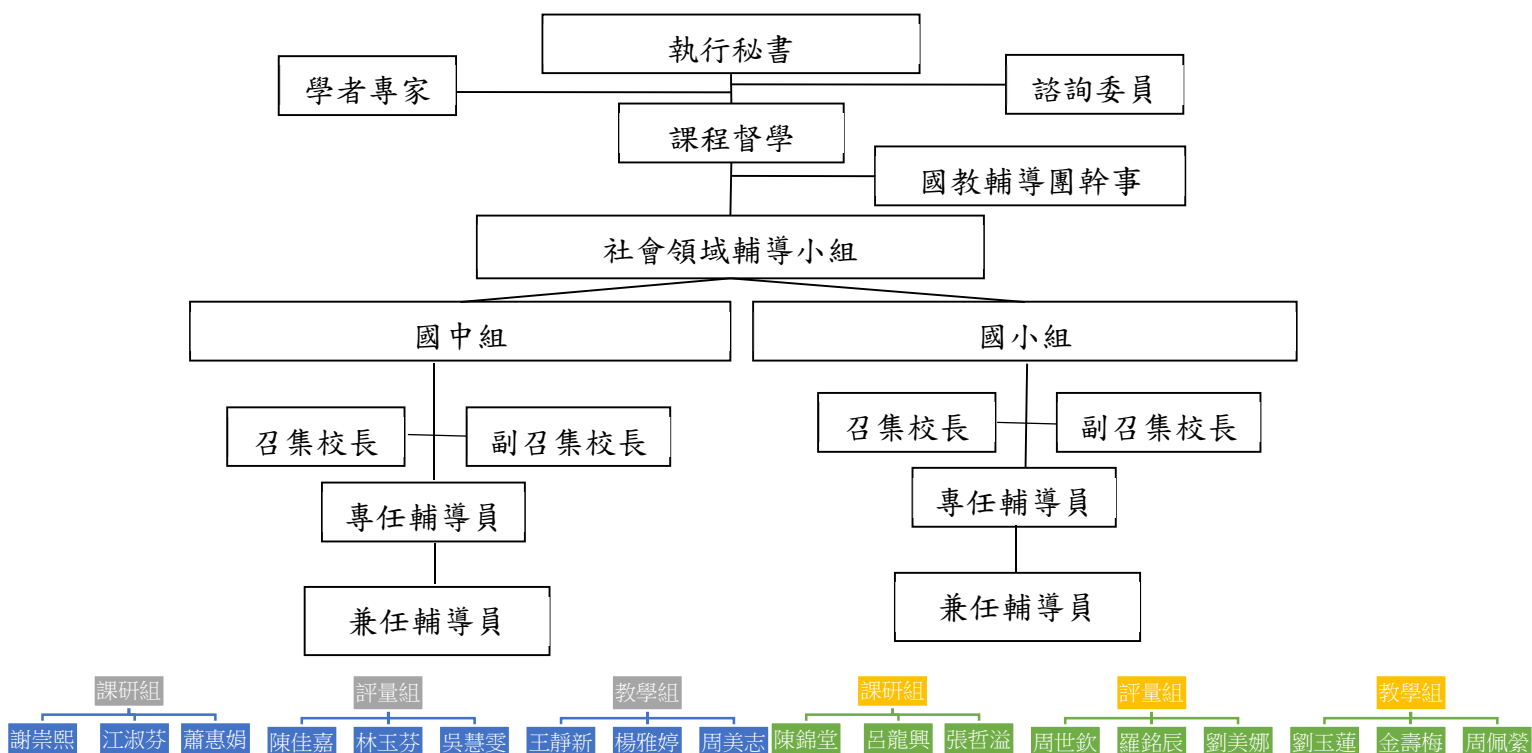 執行秘書
學者專家
諮詢委員
課程督學
國教輔導團幹事
社會領域輔導小組
國中組
國小組
召集校長
副召集校長
召集校長
副召集校長
專任輔導員
專任輔導員
兼任輔導員
兼任輔導員
課研組
評量組
教學組
課研組
評量組
教學組
謝崇熙
江淑芬
蕭惠娟
陳佳嘉
林玉芬
吳慧雯
王靜新
楊雅婷
周美志
陳錦堂
呂龍興
張哲溢
周世欽
羅銘辰
劉美娜
劉玉蓮
金壽梅
周佩縈